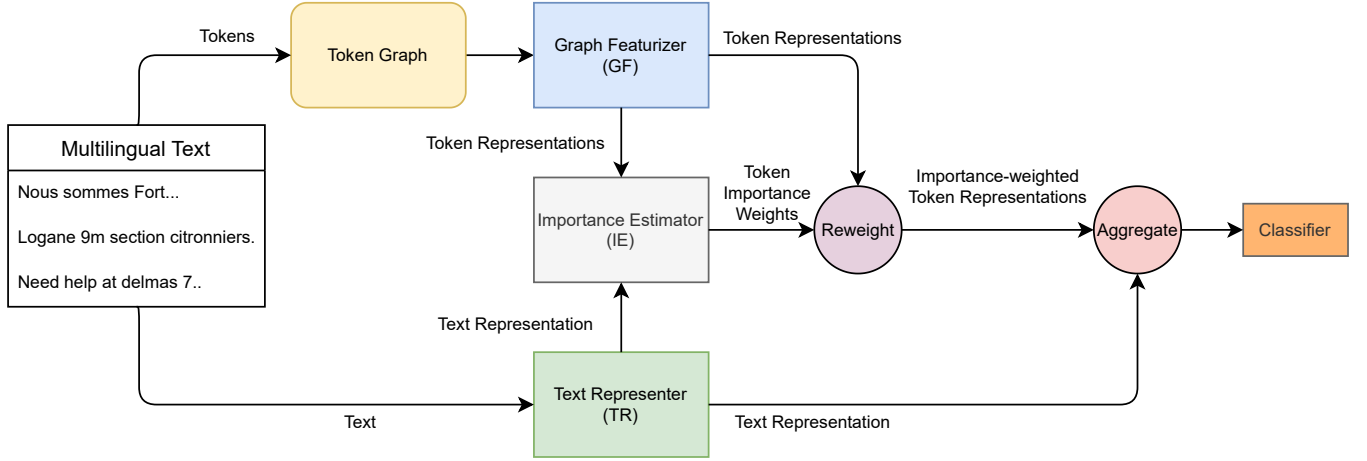 Tokens
Token Graph
Graph Featurizer
(GF)
Token Representations
Multilingual Text
Nous sommes Fort...
Logane 9m section citronniers.
Need help at delmas 7..
Token Representations
Importance Estimator
(IE)
Token
Importance
Weights
Reweight
Importance-weighted
Token Representations
Aggregate
Classifier
Text Representation
Text
Text Representer
(TR)
Text Representation